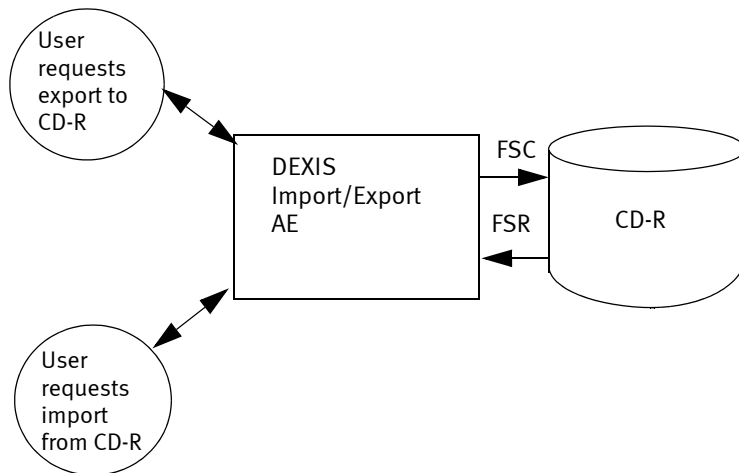 User
requests
export to
CD-R
DEXIS
Import/Export
AE
FSC
FSR
CD-R
User
requests
import
from CD-R